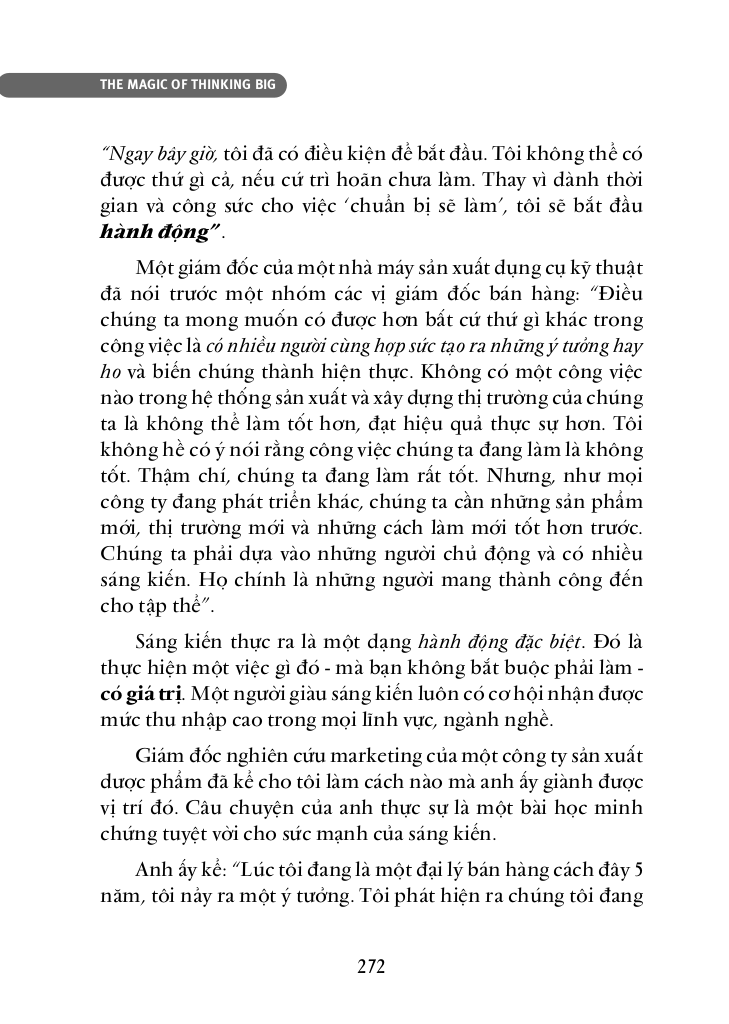 THE MAGIC OF THINKING BIG
“Ngay bây giờ, tôi đã có điều kiện để bắt đầu. Tôi không thể có
được thứ gì cả, nếu cứ trì hoãn chưa làm. Thay vì dành thời
gian và công sức cho việc ‘chuẩn bị sẽ làm’, tôi sẽ bắt đầu
hành động” .
Một giám đốc của một nhà máy sản xuất dụng cụ kỹ thuật
đã nói trước một nhóm các vị giám đốc bán hàng: “Điều
chúng ta mong muốn có được hơn bất cứ thứ gì khác trong
công việc là có nhiều người cùng hợp sức tạo ra những ý tưởng hay
ho và biến chúng thành hiện thực. Không có một công việc
nào trong hệ thống sản xuất và xây dựng thị trường của chúng
ta là không thể làm tốt hơn, đạt hiệu quả thực sự hơn. Tôi
không hề có ý nói rằng công việc chúng ta đang làm là không
tốt. Thậm chí, chúng ta đang làm rất tốt. Nhưng, như mọi
công ty đang phát triển khác, chúng ta cần những sản phẩm
mới, thị trường mới và những cách làm mới tốt hơn trước.
Chúng ta phải dựa vào những người chủ động và có nhiều
sáng kiến. Họ chính là những người mang thành công đến
cho tập thể”.
Sáng kiến thực ra là một dạng hành động đặc biệt. Đó là
thực hiện một việc gì đó - mà bạn không bắt buộc phải làm -
có giá trị. Một người giàu sáng kiến luôn có cơ hội nhận được
mức thu nhập cao trong mọi lĩnh vực, ngành nghề.
Giám đốc nghiên cứu marketing của một công ty sản xuất
dược phẩm đã kể cho tôi làm cách nào mà anh ấy giành được
vị trí đó. Câu chuyện của anh thực sự là một bài học minh
chứng tuyệt vời cho sức mạnh của sáng kiến.
Anh ấy kể: “Lúc tôi đang là một đại lý bán hàng cách đây 5
năm, tôi nảy ra một ý tưởng. Tôi phát hiện ra chúng tôi đang
272